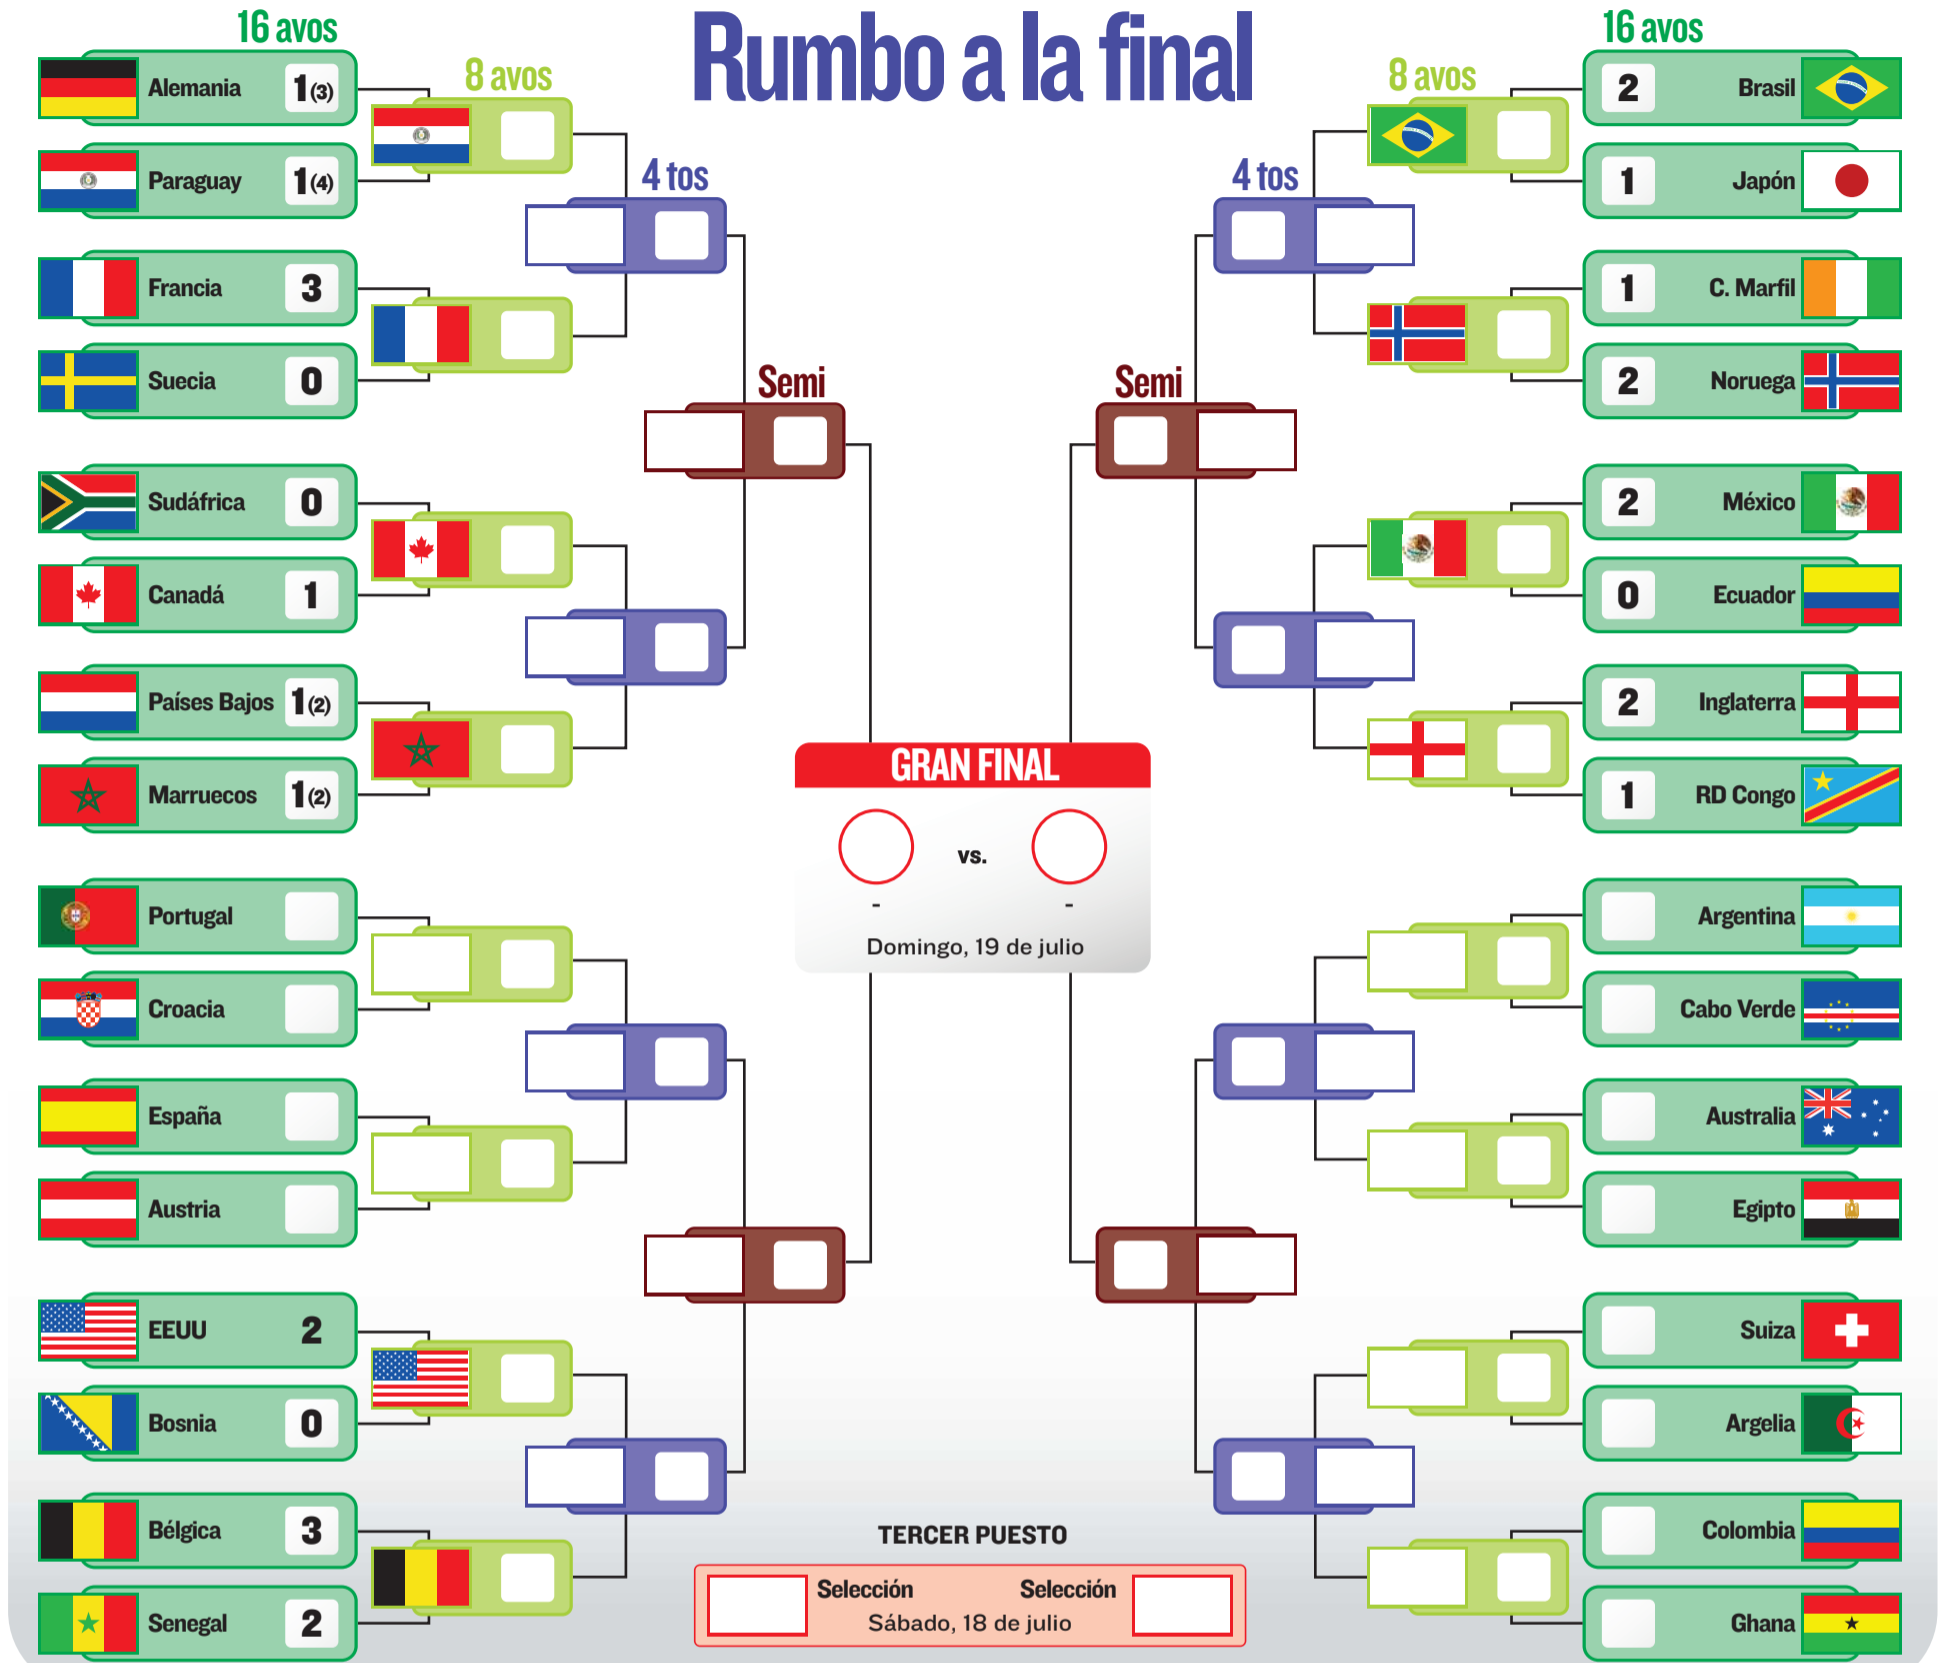 Rumbo a la final
16 avos
8 avos
4 tos
Semi
Alemania 1(3)
Paraguay 1(4)
Francia 3
Suecia 0
Sudáfrica 0
Canadá 1
Países Bajos 1(2)
Marruecos 1(2)
Portugal
Croacia
España
Austria
EEUU 2
Bosnia 0
Bélgica 3
Senegal 2
GRAN FINAL
vs.
- -
Domingo, 19 de julio
TERCER PUESTO
Selección Selección
Sábado, 18 de julio
16 avos
8 avos
4 tos
Semi
2 Brasil
1 Japón
1 C. Marfil
2 Noruega
2 México
0 Ecuador
2 Inglaterra
1 RD Congo
Argentina
Cabo Verde
Australia
Egipto
Suiza
Argelia
Colombia
Ghana